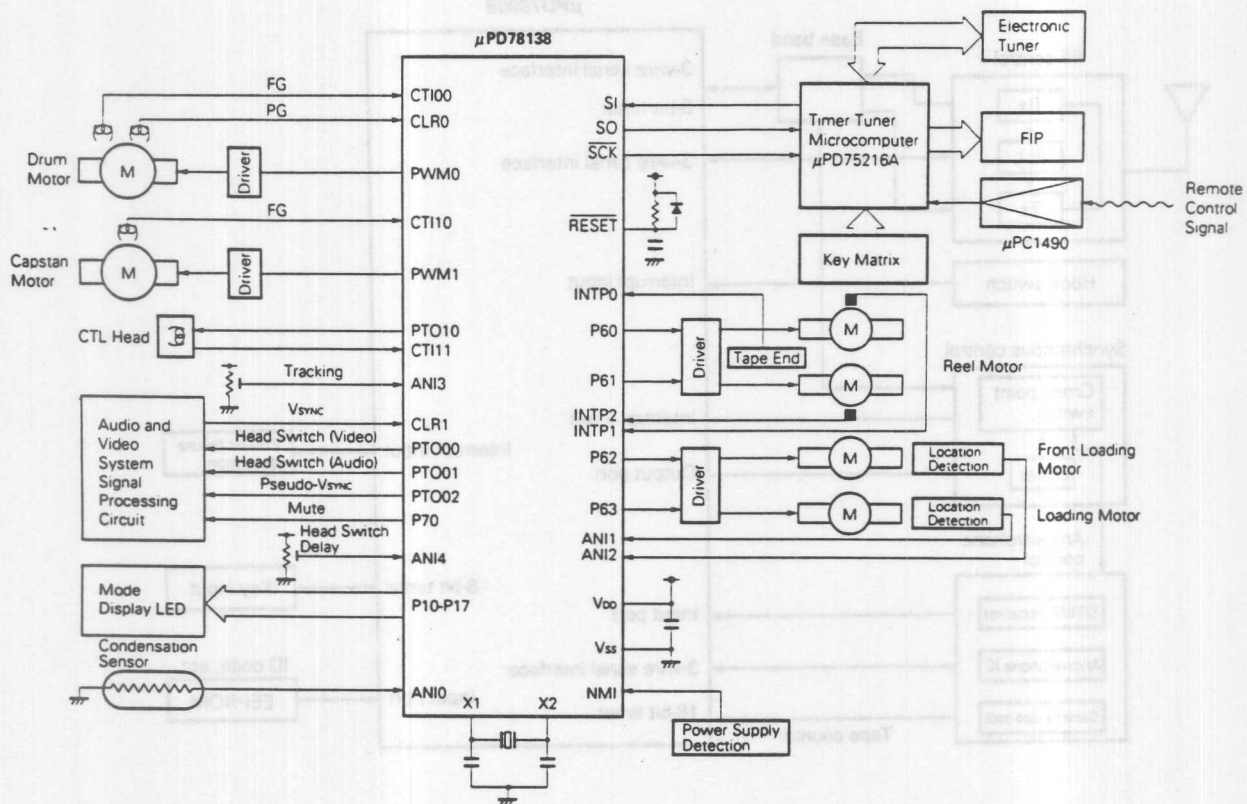 μPD78138
FG
PG
Drum
Motor
M
Driver
FG
Capstan
Motor
M
Driver
CTL Head
Tracking
Audio and
Video
System
Signal
Processing
Circuit
VSYNC
Head Switch (Video)
Head Switch (Audio)
Pseudo-VSYNC
Mute
Head Switch
Delay
Mode
Display LED
Condensation
Sensor
CTI00
CLR0
PWM0
CTI10
PWM1
PTO10
CTI11
ANI3
CLR1
PTO00
PTO01
PTO02
P70
ANI4
P10-P17
ANI0
X1
X2
SI
SO
SCK
RESET
INTP0
P60
P61
INTP2
INTP1
P62
P63
ANI1
ANI2
VDD
VSS
NMI
Electronic
Tuner
Timer Tuner
Microcomputer
μPD75216A
FIP
Remote
Control
Signal
μPC1490
Key Matrix
Driver
Tape End
M
M
Reel Motor
Driver
M
M
Location
Detection
Front Loading
Motor
Location
Detection
Loading Motor
Power Supply
Detection